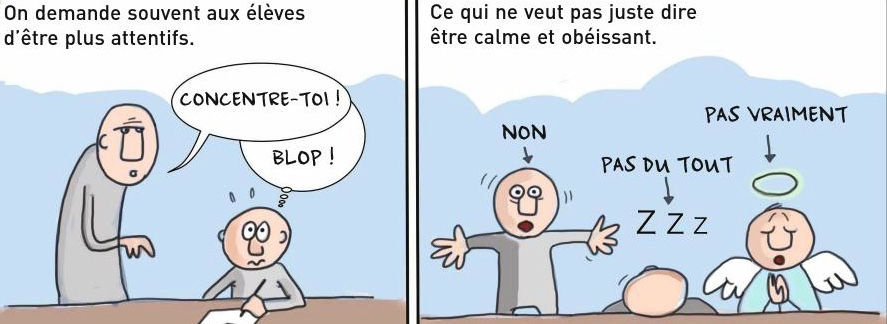 On demande souvent aux élèves
d'être plus attentifs.
CONCENTRE-TOI !
BLOP !
Ce qui ne veut pas juste dire
être calme et obéissant.
NON
PAS DU TOUT
Z Z Z
PAS VRAIMENT